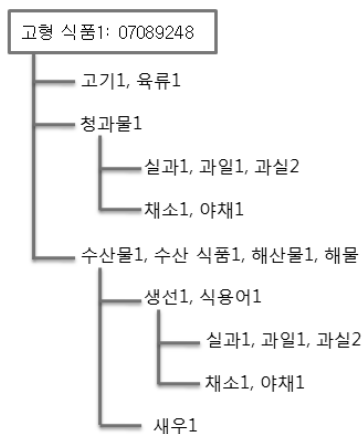 고형 식품1: 07089248
고기1, 육류1
청과물1
실과1, 과일1, 과실2
채소1, 야채1
수산물1, 수산 식품1, 해산물1, 해물
생선1, 식용어1
실과1, 과일1, 과실2
채소1, 야채1
새우1